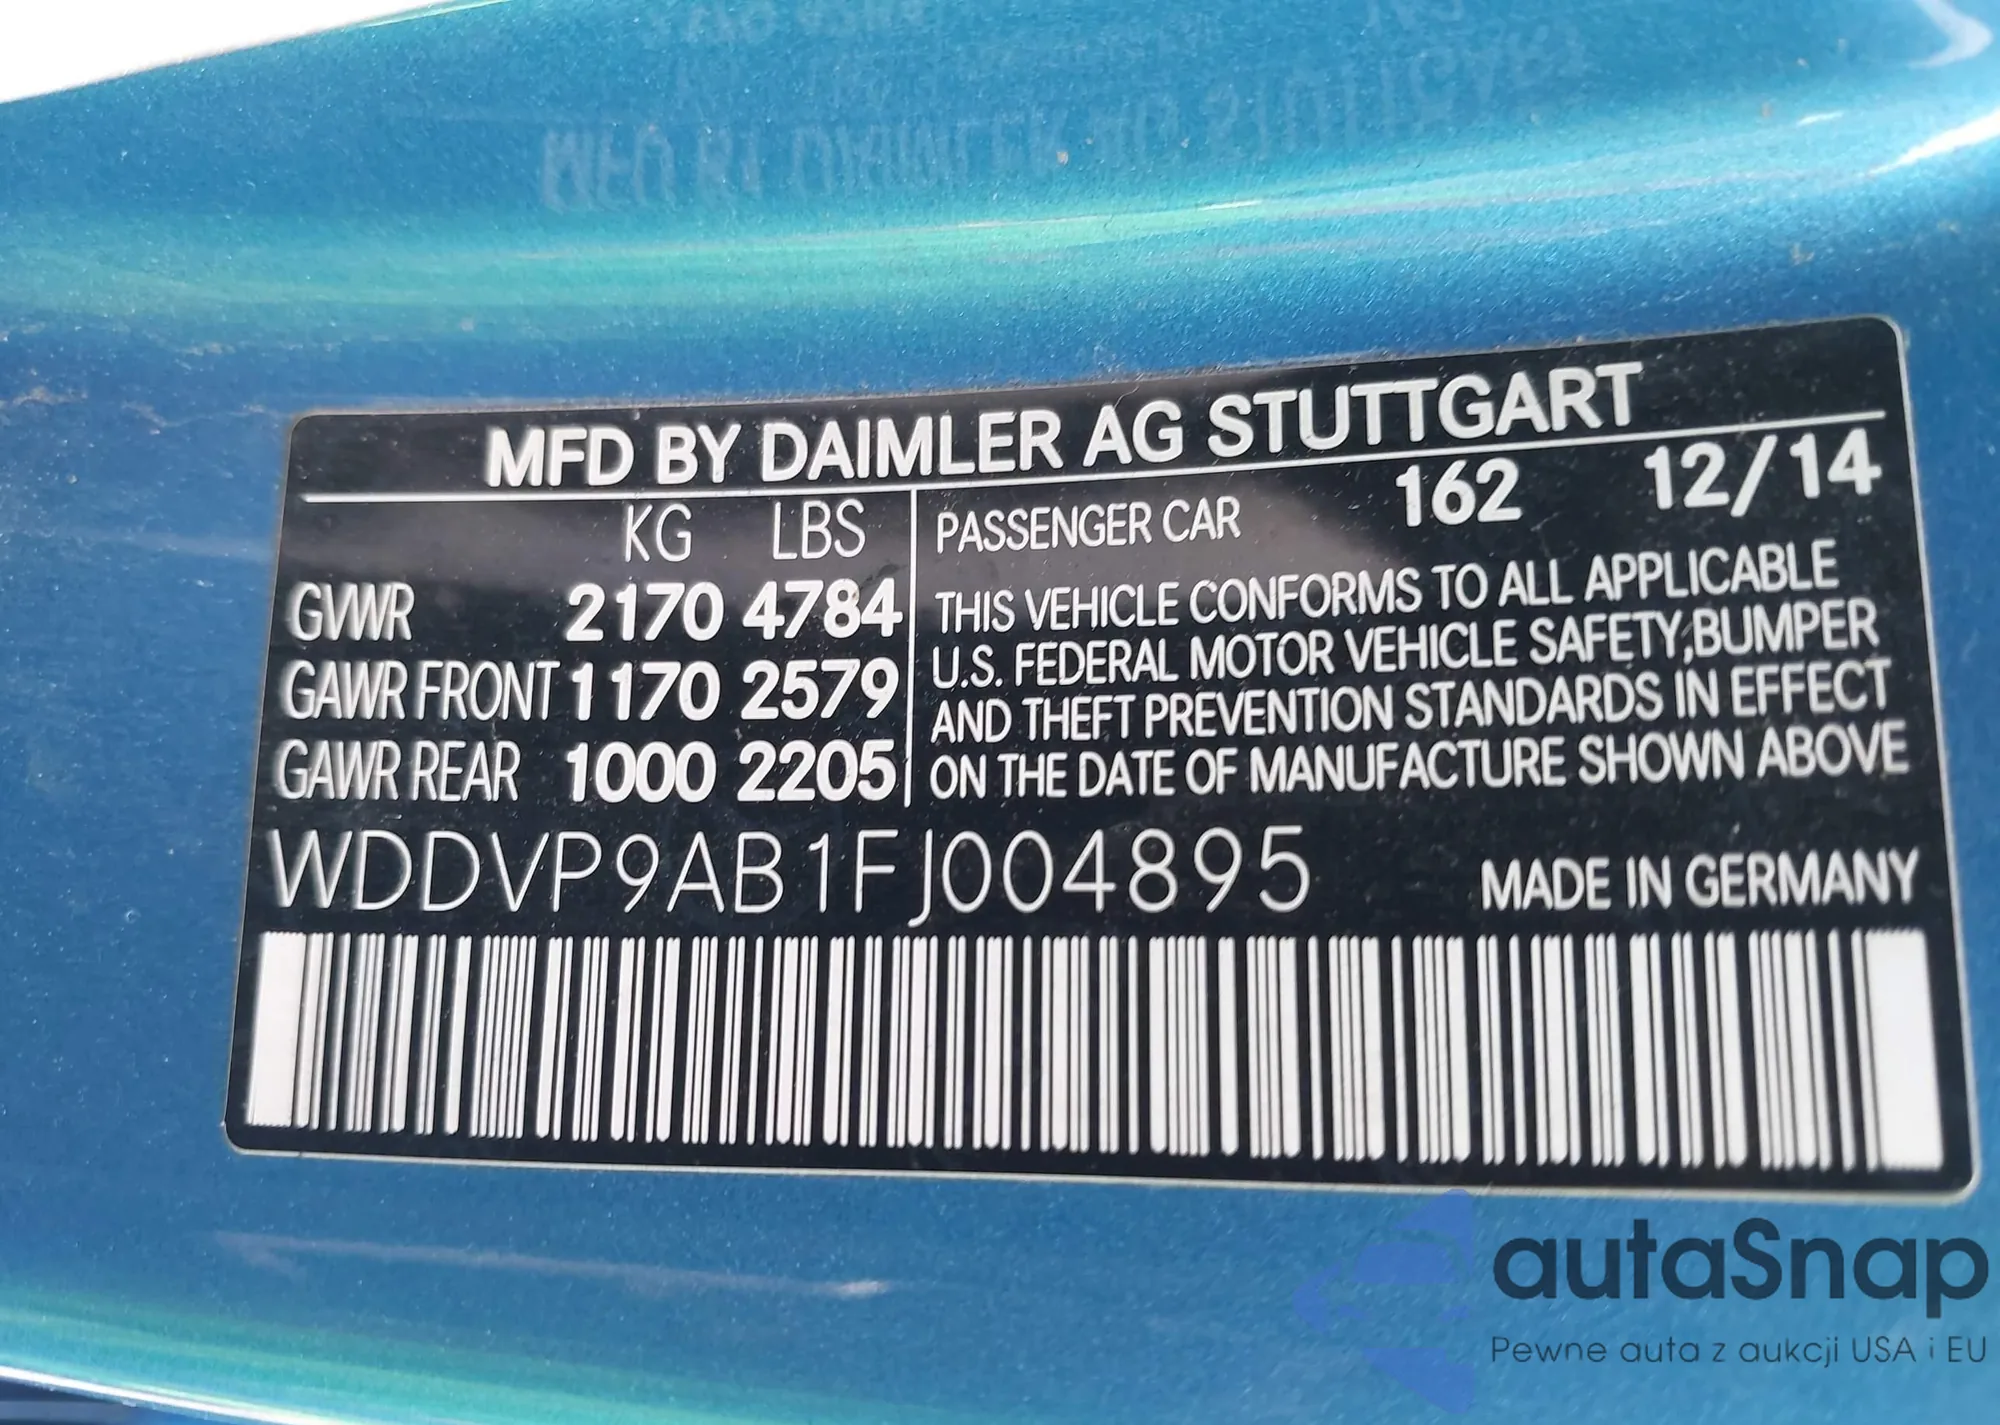 MFD BY DAIMLER AG STUTTGART
KG LBS
GVWR 2170 4784
GAWR FRONT 1170 2579
GAWR REAR 1000 2205
PASSENGER CAR 162 12/14
THIS VEHICLE CONFORMS TO ALL APPLICABLE
U.S. FEDERAL MOTOR VEHICLE SAFETY,BUMPER
AND THEFT PREVENTION STANDARDS IN EFFECT
ON THE DATE OF MANUFACTURE SHOWN ABOVE
WDDVP9AB1FJ004895 MADE IN GERMANY
autaSnap
Pewne auta z aukcji USA i EU